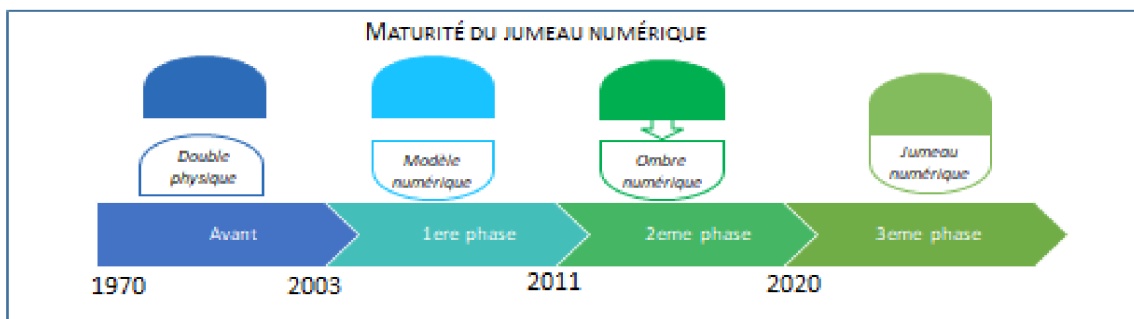 MATURITÉ DU JUMEAU NUMÉRIQUE
Double
physique
Modèle
numérique
Ombre
numérique
Jumeau
numérique
Avant
1ere phase
2eme phase
3eme phase
1970
2003
2011
2020